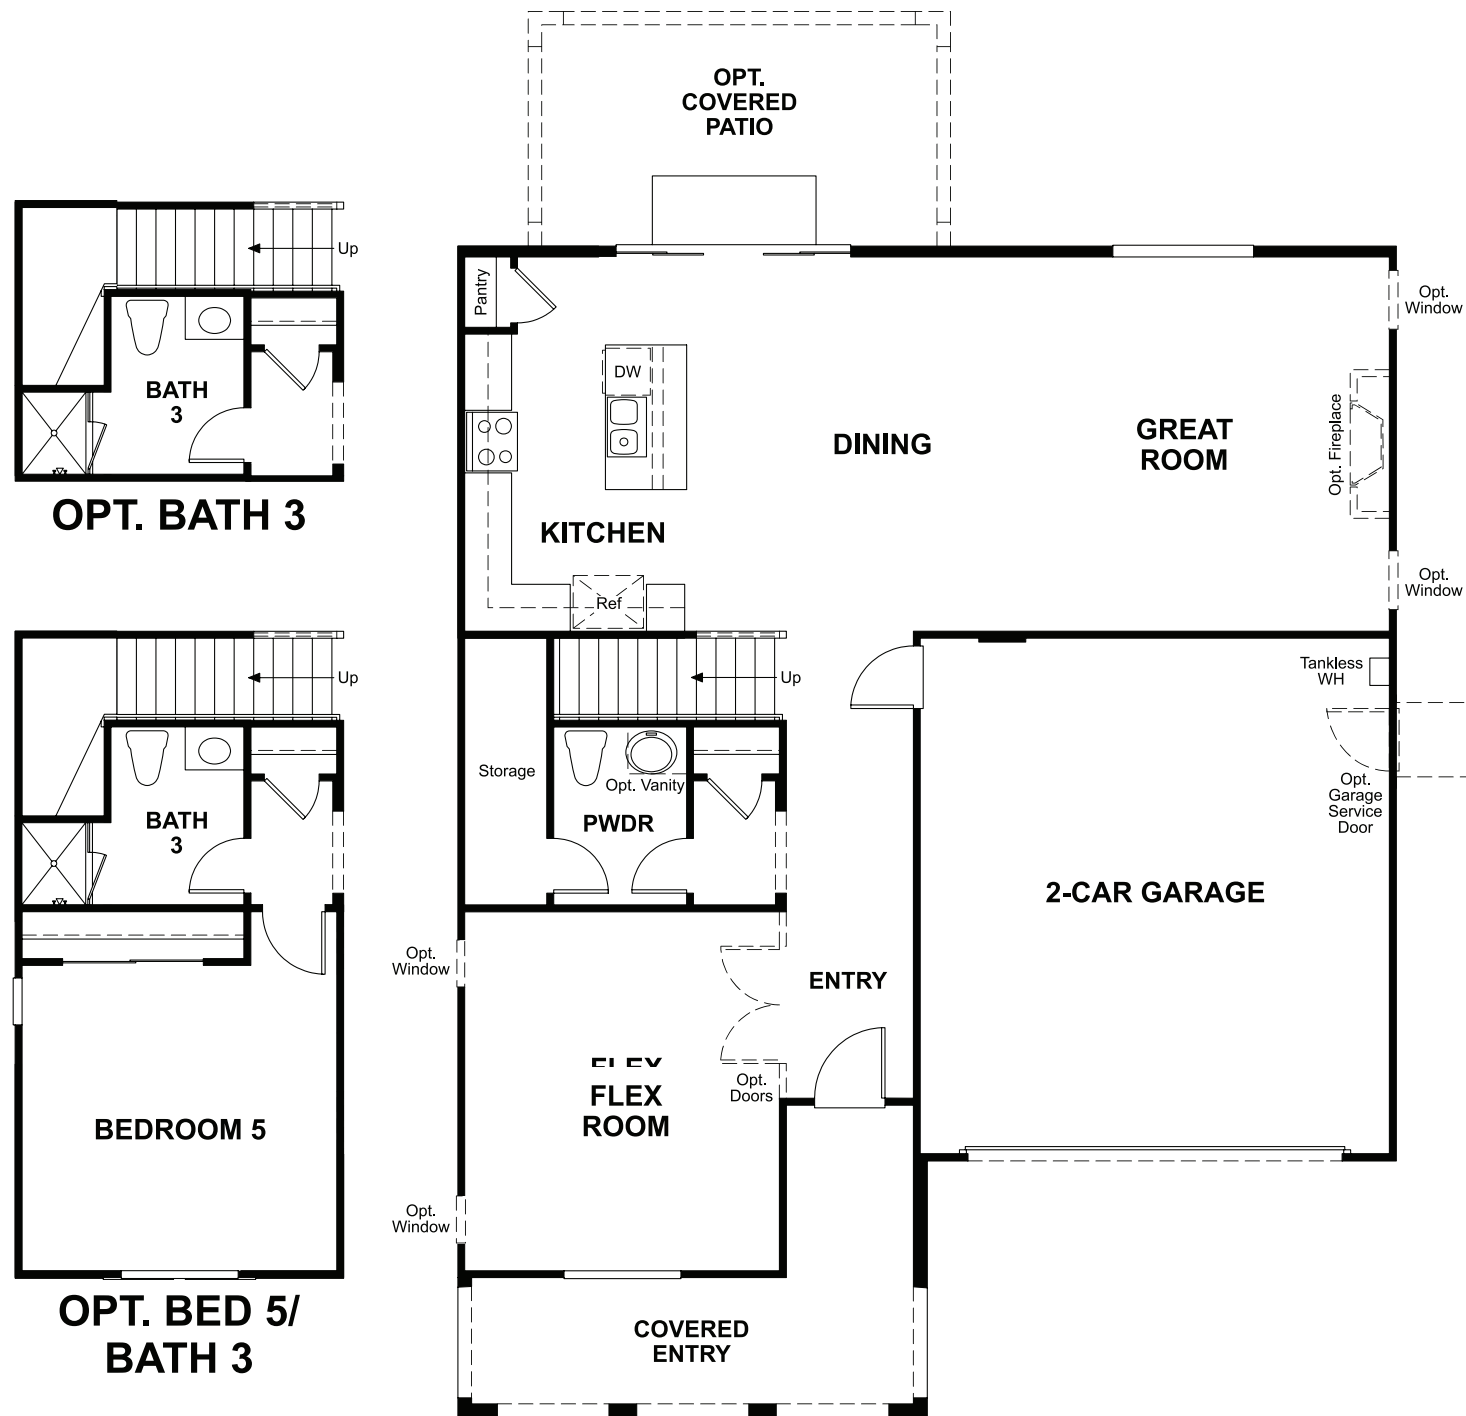 OPT.
COVERED
PATIO
Up
BATH
3
OPT. BATH 3
Pantry
DW
KITCHEN
Ref
DINING
GREAT
ROOM
Opt. Fireplace
Opt.
Window
Opt.
Window
Up
BATH
3
BEDROOM 5
OPT. BED 5/
BATH 3
Up
Storage
Opt. Vanity
PWDR
Tankless
WH
Opt.
Garage
Service
Door
2-CAR GARAGE
Opt.
Window
ENTRY
FLEX
FLEX
ROOM
Opt.
Doors
Opt.
Window
COVERED
ENTRY